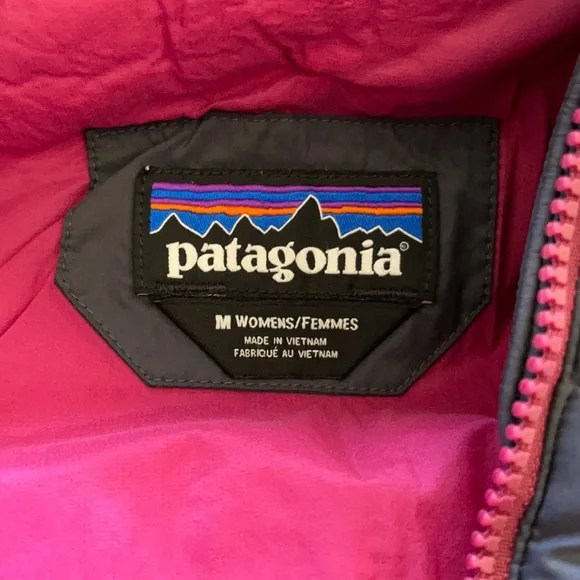 patagonia®
M WOMENS/FEMMES
MADE IN VIETNAM
FABRIQUÉ AU VIETNAM